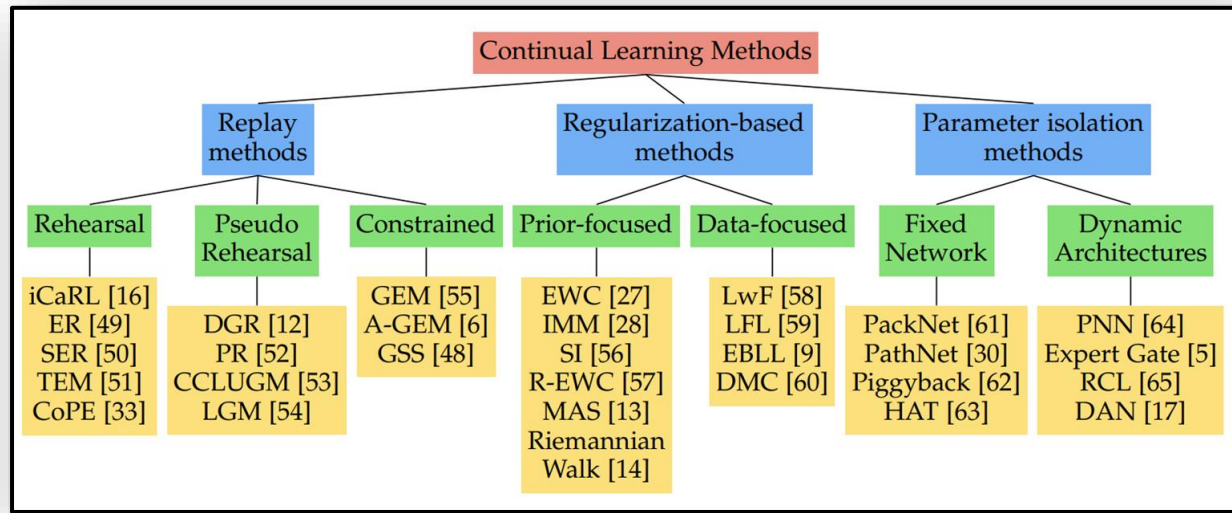 Continual Learning Methods
Replay
methods
Regularization-based
methods
Parameter isolation
methods
Rehearsal
Pseudo
Rehearsal
Constrained
Prior-focused
Data-focused
Fixed
Network
Dynamic
Architectures
iCaRL [16]
ER [49]
SER [50]
TEM [51]
CoPE [33]
DGR [12]
PR [52]
CCLUGM [53]
LGM [54]
GEM [55]
A-GEM [6]
GSS [48]
EWC [27]
IMM [28]
SI [56]
R-EWC [57]
MAS [13]
Riemannian
Walk [14]
LwF [58]
LFL [59]
EBLL [9]
DMC [60]
PackNet [61]
PathNet [30]
Piggyback [62]
HAT [63]
PNN [64]
Expert Gate [5]
RCL [65]
DAN [17]